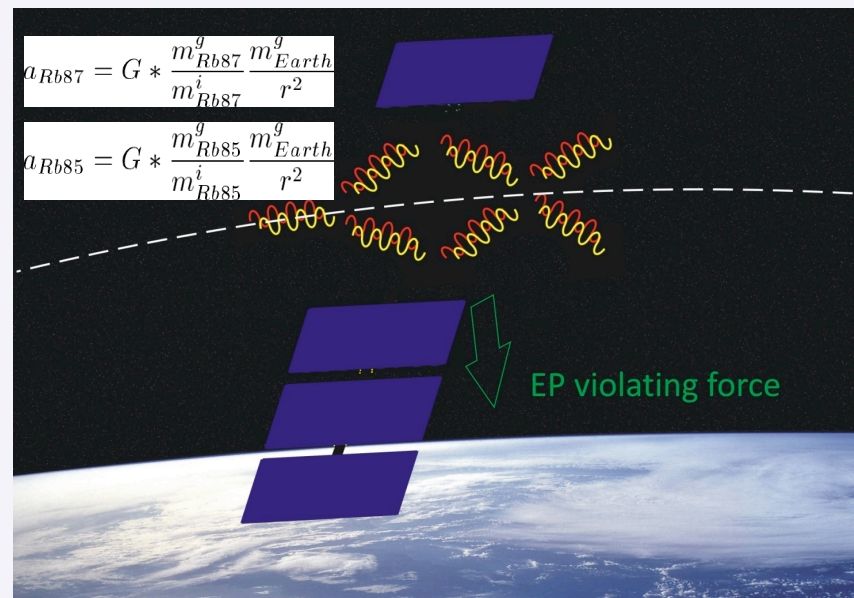 a_{Rb87} = G * \frac{m^g_{Rb87}}{m^i_{Rb87}} \frac{m^g_{Earth}}{r^2}
a_{Rb85} = G * \frac{m^g_{Rb85}}{m^i_{Rb85}} \frac{m^g_{Earth}}{r^2}
EP violating force